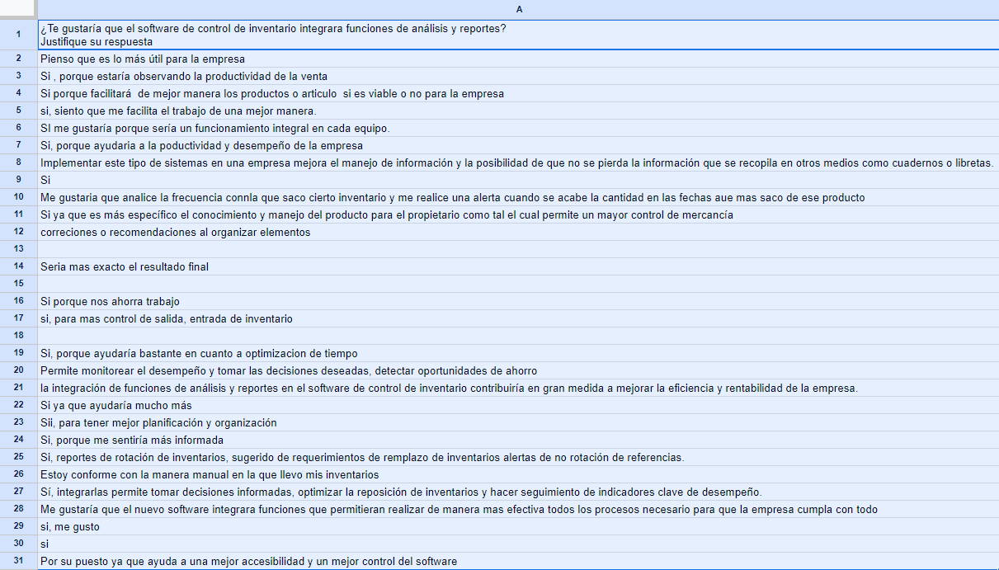 A
1 ¿Te gustaría que el software de control de inventario integrara funciones de análisis y reportes?
Justifique su respuesta
2 Pienso que es lo más útil para la empresa
3 Si , porque estaría observando la productividad de la venta
4 Si porque facilitará  de mejor manera los productos o articulo  si es viable o no para la empresa
5 si, siento que me facilita el trabajo de una mejor manera.
6 SI me gustaría porque sería un funcionamiento integral en cada equipo.
7 Si, porque ayudaria a la poductividad y desempeño de la empresa
8 Implementar este tipo de sistemas en una empresa mejora el manejo de información y la posibilidad de que no se pierda la información que se recopila en otros medios como cuadernos o libretas.
9 Si
10 Me gustaria que analice la frecuencia connla que saco cierto inventario y me realice una alerta cuando se acabe la cantidad en las fechas aue mas saco de ese producto
11 Si ya que es más específico el conocimiento y manejo del producto para el propietario como tal el cual permite un mayor control de mercancía
12 correciones o recomendaciones al organizar elementos
13
14 Seria mas exacto el resultado final
15
16 Si porque nos ahorra trabajo
17 si, para mas control de salida, entrada de inventario
18
19 Si, porque ayudaría bastante en cuanto a optimizacion de tiempo
20 Permite monitorear el desempeño y tomar las decisiones deseadas, detectar oportunidades de ahorro
21 la integración de funciones de análisis y reportes en el software de control de inventario contribuiría en gran medida a mejorar la eficiencia y rentabilidad de la empresa.
22 Si ya que ayudaría mucho más
23 Sii, para tener mejor planificación y organización
24 Si, porque me sentiría más informada
25 Si, reportes de rotación de inventarios, sugerido de requerimientos de remplazo de inventarios alertas de no rotación de referencias.
26 Estoy conforme con la manera manual en la que llevo mis inventarios
27 Sí, integrarlas permite tomar decisiones informadas, optimizar la reposición de inventarios y hacer seguimiento de indicadores clave de desempeño.
28 Me gustaría que el nuevo software integrara funciones que permitieran realizar de manera mas efectiva todos los procesos necesario para que la empresa cumpla con todo
29 si, me gusto
30 si
31 Por su puesto ya que ayuda a una mejor accesibilidad y un mejor control del software